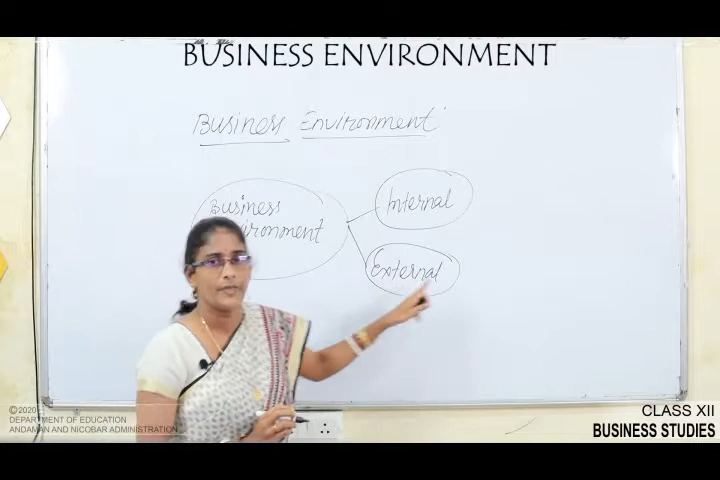 BUSINESS ENVIRONMENT
Business Environment
Business
vironment
Internal
External
©2020
DEPARTMENT OF EDUCATION
ANDAMAN AND NICOBAR ADMINISTRATION
CLASS XII
BUSINESS STUDIES